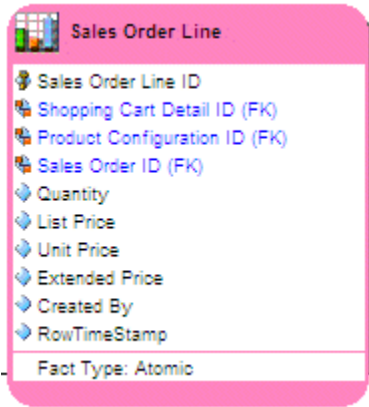 Sales Order Line
Sales Order Line ID
Shopping Cart Detail ID (FK)
Product Configuration ID (FK)
Sales Order ID (FK)
Quantity
List Price
Unit Price
Extended Price
Created By
RowTimeStamp
Fact Type: Atomic